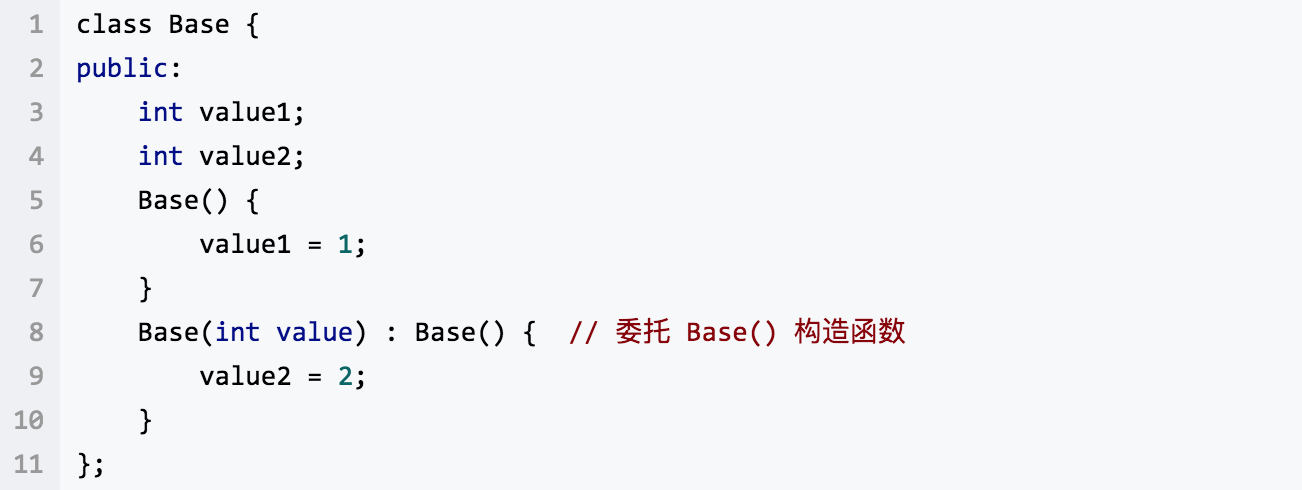 1 class Base {
2 public:
3     int value1;
4     int value2;
5     Base() {
6         value1 = 1;
7     }
8     Base(int value) : Base() {  // 委托 Base() 构造函数
9         value2 = 2;
10     }
11 };